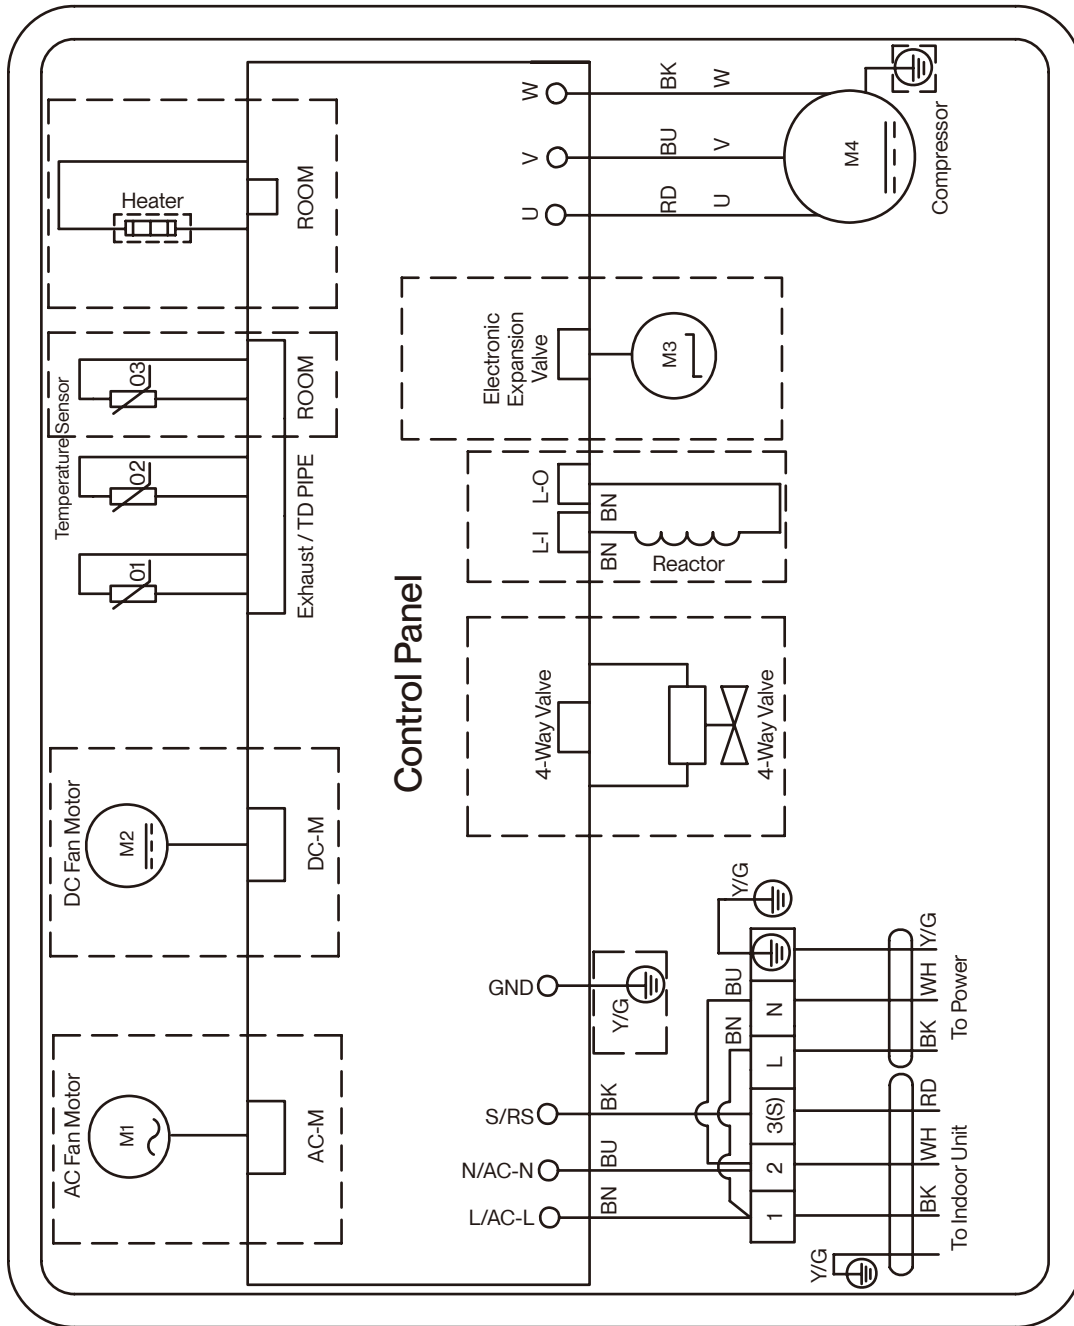 W
BK
W
V
BU
V
U
RD
U
M4
Compressor
Heater
ROOM
Temperature Sensor
03
02
01
ROOM
Exhaust / TD PIPE
Electronic
Expansion
Valve
M3
L-O
L-I
BN
BN
Reactor
Control Panel
4-Way Valve
4-Way Valve
DC Fan Motor
M2
DC-M
AC Fan Motor
M1
AC-M
GND
Y/G
S/RS
BK
N/AC-N
BU
L/AC-L
BN
Y/G
BU
BN
N
L
3(S)
2
1
Y/G
WH
BK
To Power
RD
WH
BK
To Indoor Unit
Y/G